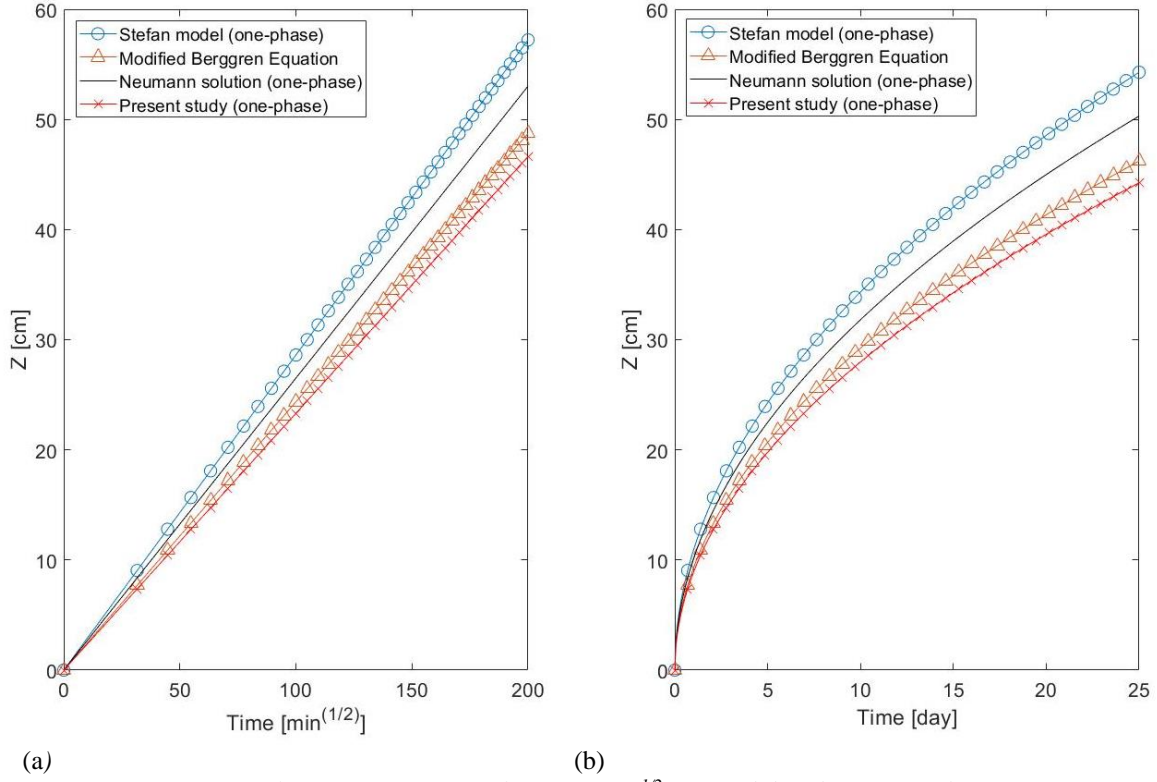 60
50
40
30
20
10
0
Z [cm]
Stefan model (one-phase)
Modified Berggren Equation
Neumann solution (one-phase)
Present study (one-phase)
0 50 100 150 200
Time [min^(1/2)]
(a)
60
50
40
30
20
10
0
Z [cm]
Stefan model (one-phase)
Modified Berggren Equation
Neumann solution (one-phase)
Present study (one-phase)
0 5 10 15 20 25
Time [day]
(b)